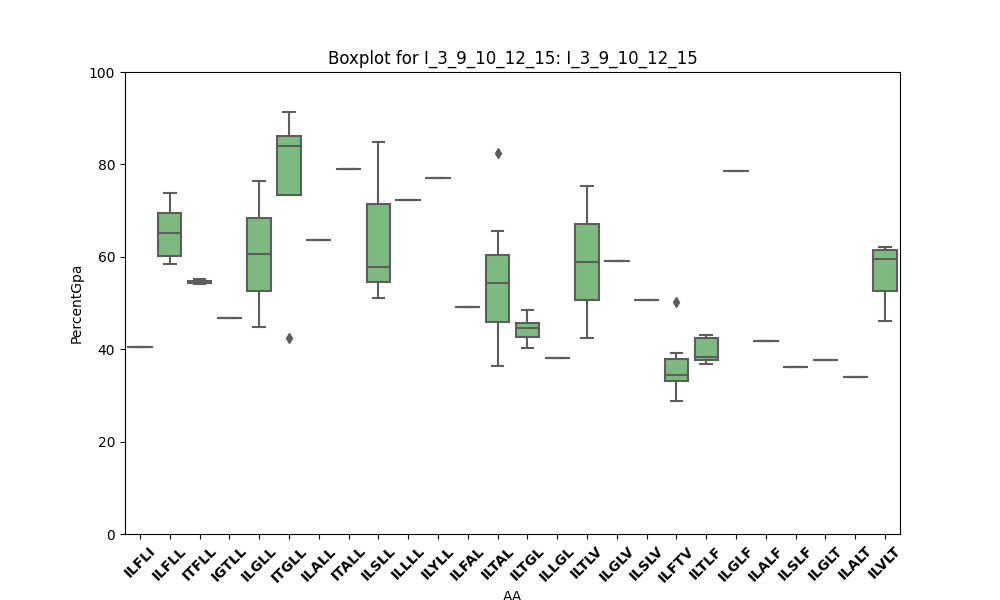 Boxplot for I_3_9_10_12_15: I_3_9_10_12_15
PercentGpa
100
80
60
40
20
0
ILFLI ILFLL ITFLL IGTLL ILGLL ITGLL ILALL ITALL ILSLL ILLLL ILYLL ILFAL ILTAL ILTGL ILLGL ILTLV ILGLV ILSLV ILFTV ILTLF ILGLF ILALF ILSLF ILGLT ILALT ILVLT
AA